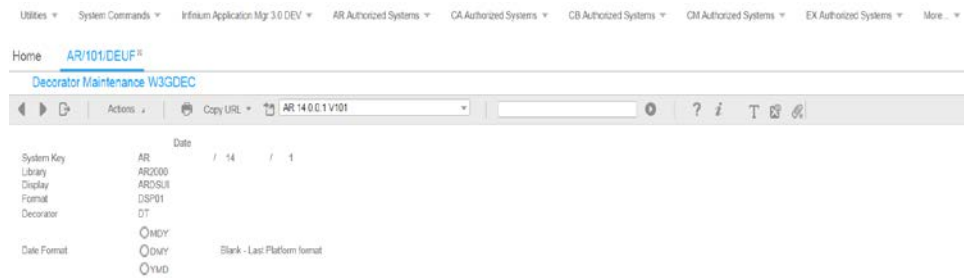 Utilities System Commands Infinium Application Mgr 3.0 DEV AR Authorized Systems CA Authorized Systems CB Authorized Systems CM Authorized Systems EX Authorized Systems More...
Home AR/101/DEUF
Decorator Maintenance W3GDEC
Actions Copy URL AR 14 0.0.1 V101 ? i T
Date
System Key AR / 14 / 1
Library AR2000
Display ARDSUI
Format DSP01
Decorator DT
MDY
Date Format DMY Blank - Last Platform format
YMD